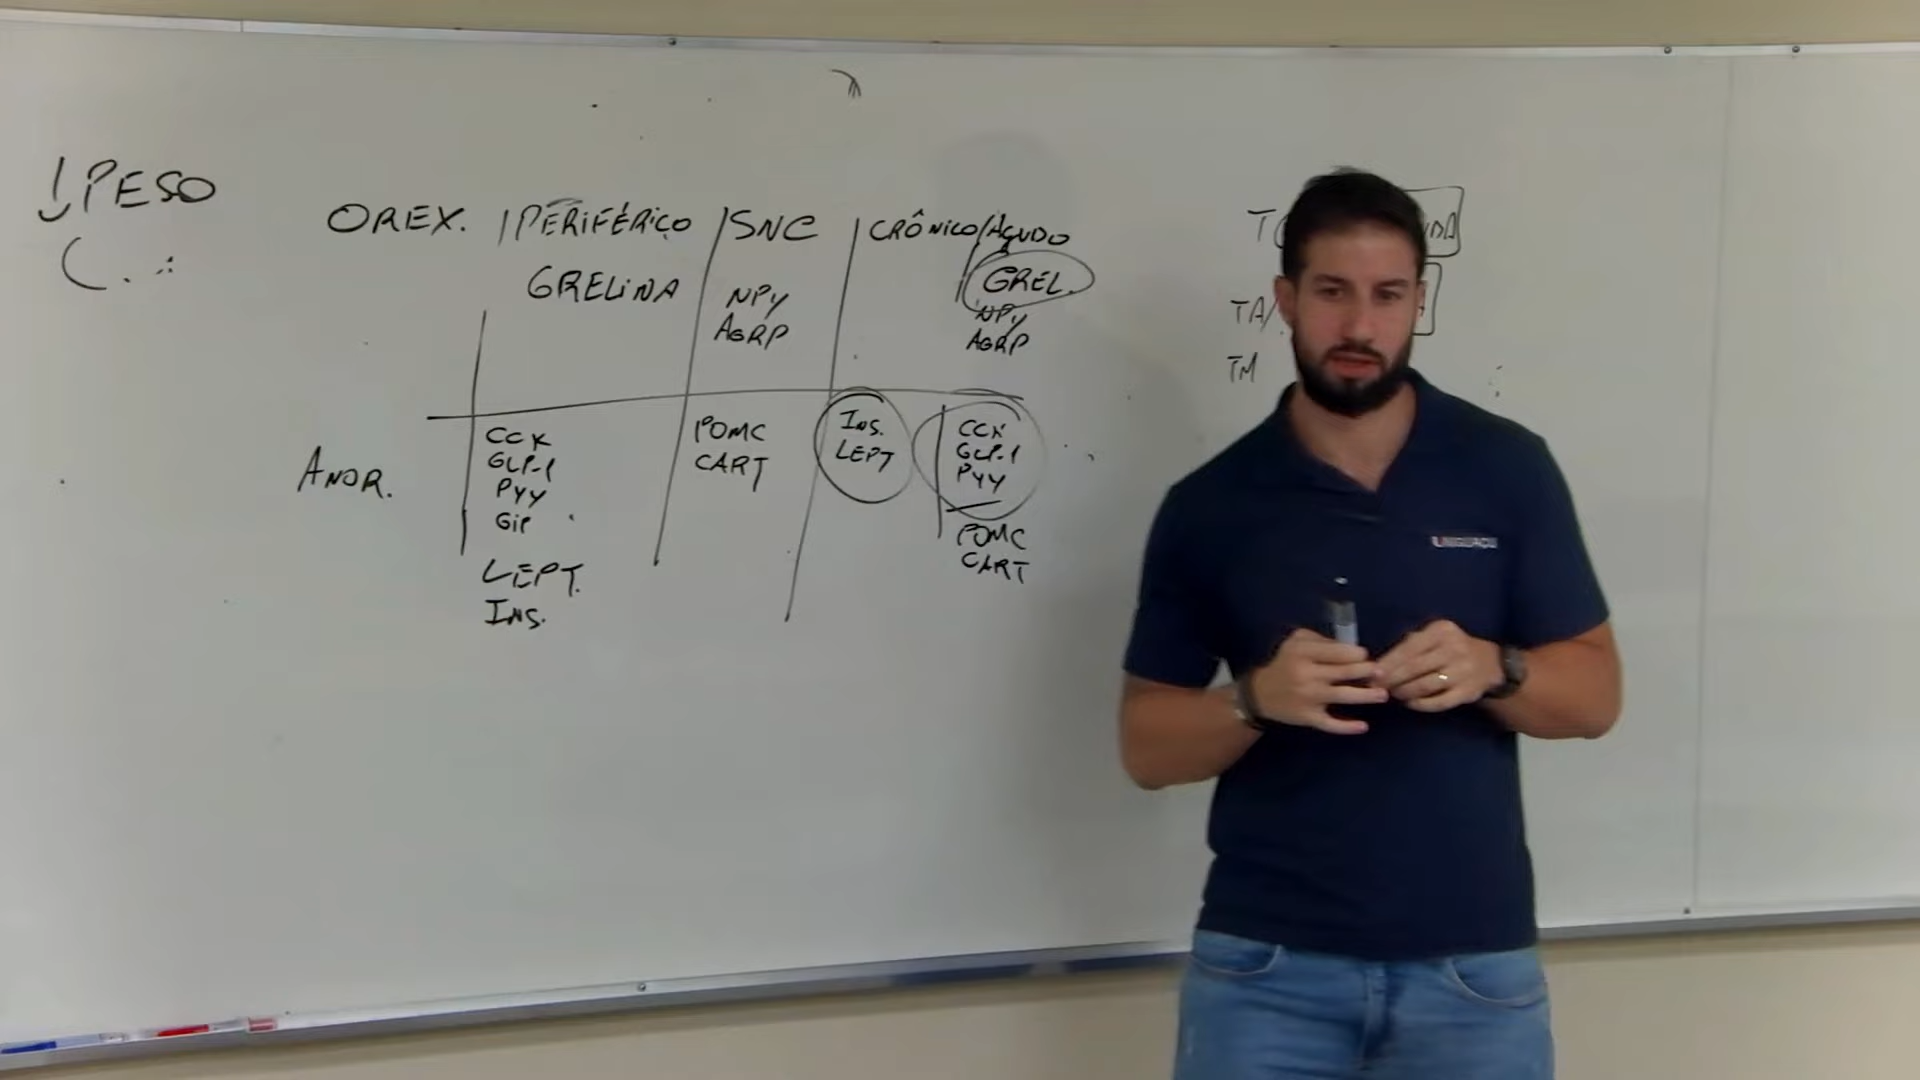 ↓PESO
OREX. | PERIFÉRICO | SNC | CRÔNICO/AGUDO
GRELINA
NPY
AGRP
GREL.
NPY
AGRP
ANOR.
CCK
GLP-1
PYY
GIP
LEPT.
INS.
POMC
CART
INS.
LEPT
CCK
GLP-1
PYY
POMC
CART
TA/
TM
UNIGUAÇU